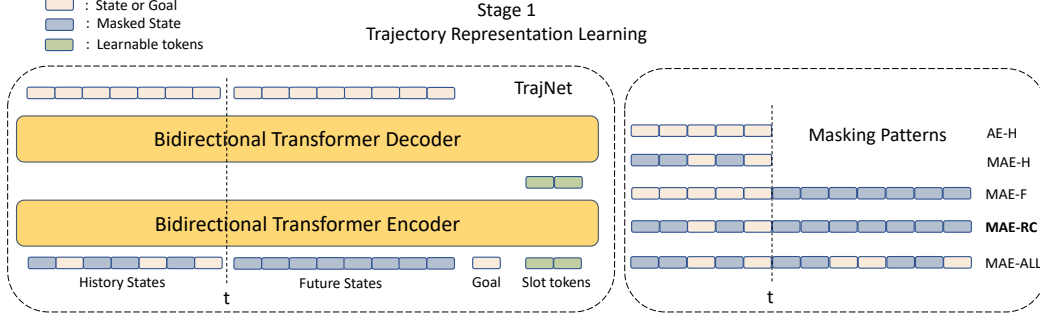 : State or Goal
: Masked State
: Learnable tokens
Stage 1
Trajectory Representation Learning
TrajNet
Bidirectional Transformer Decoder
Bidirectional Transformer Encoder
History States
Future States
Goal
Slot tokens
t
Masking Patterns
AE-H
MAE-H
MAE-F
MAE-RC
MAE-ALL
t